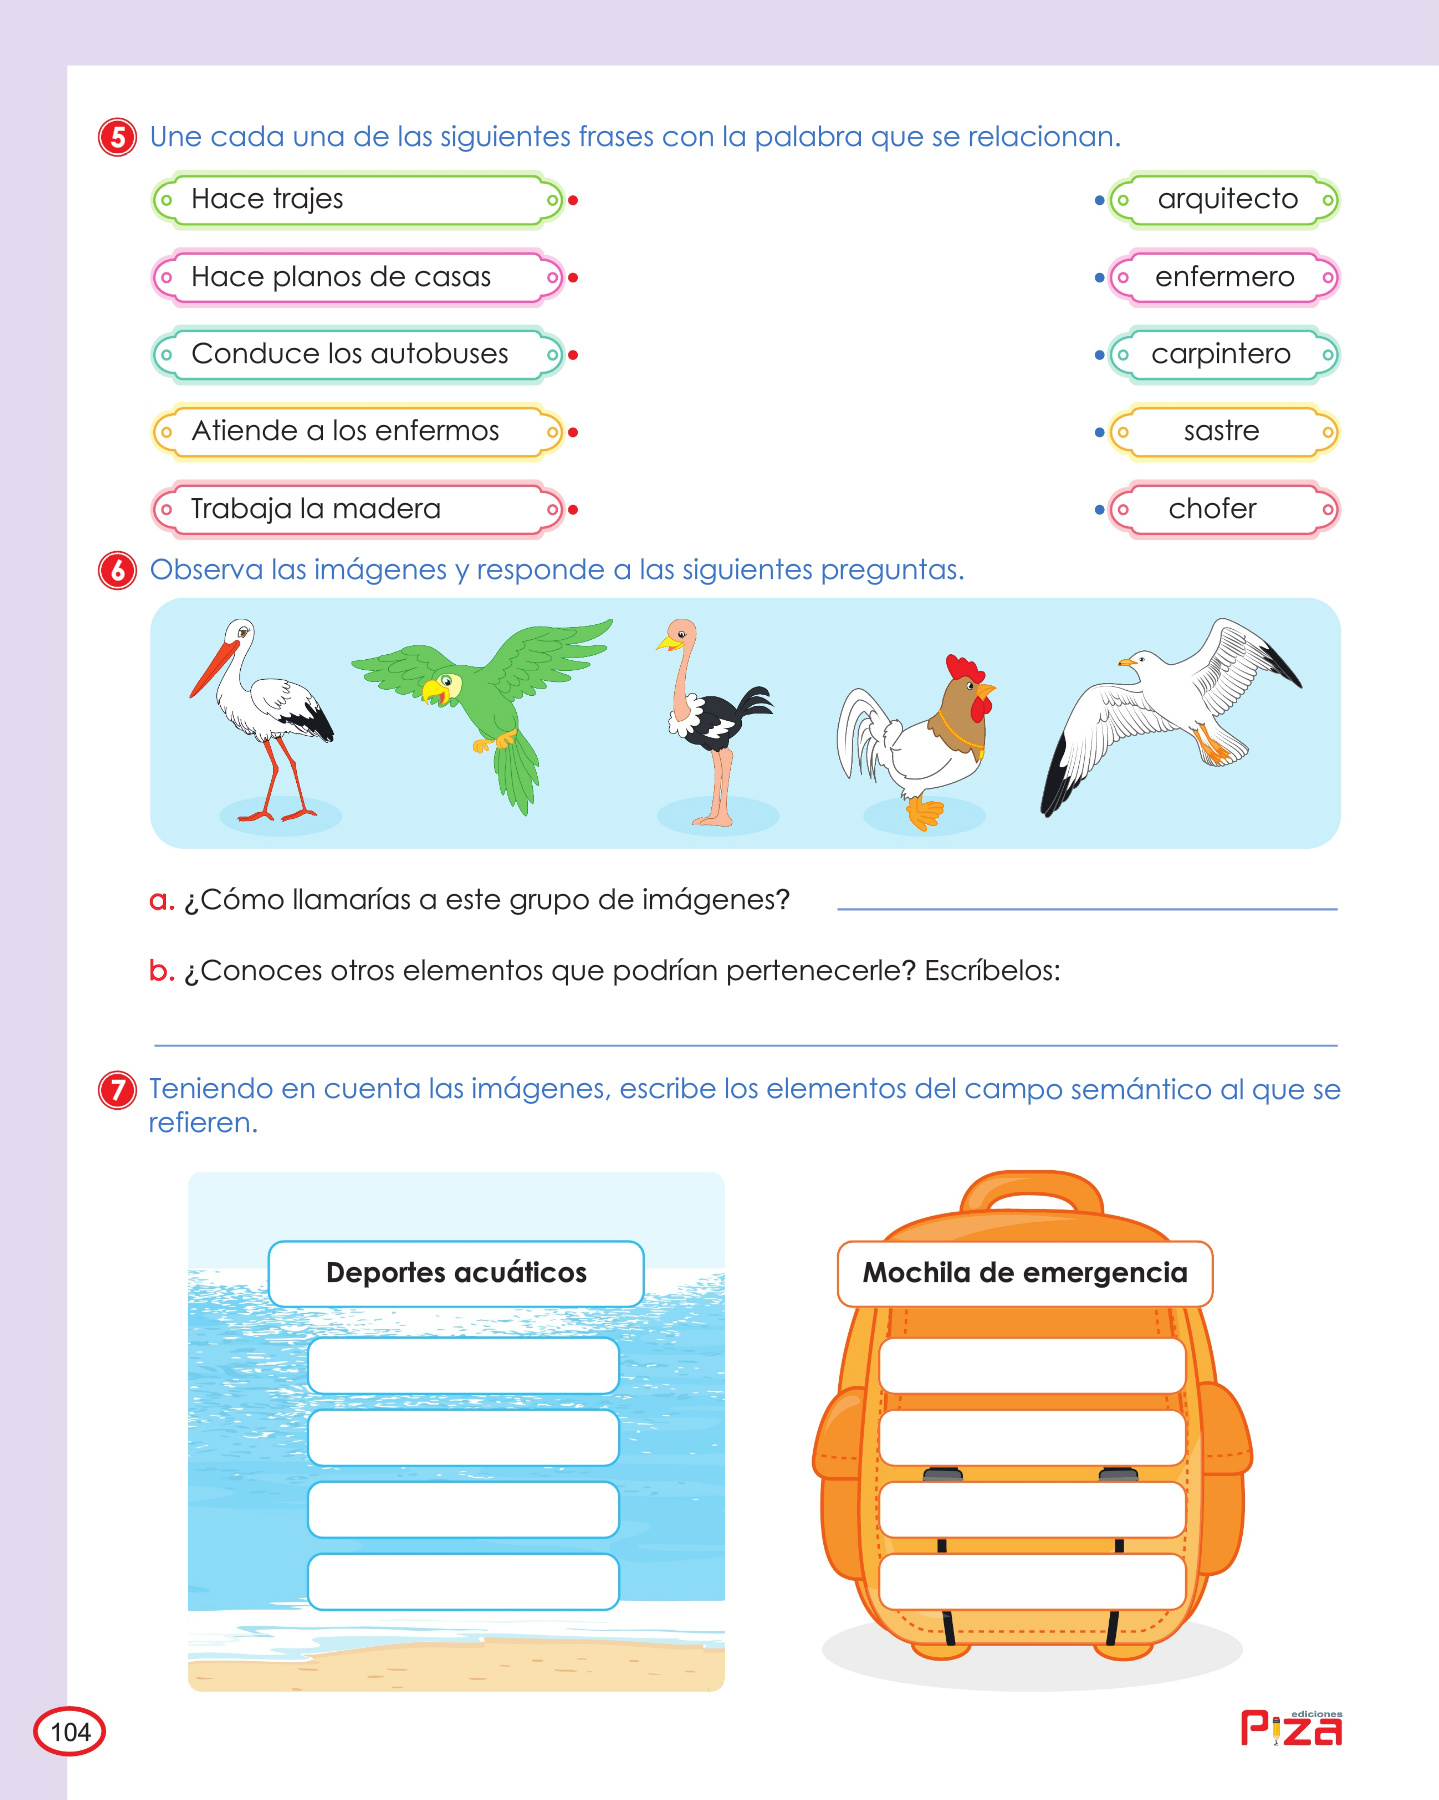 5 Une cada una de las siguientes frases con la palabra que se relacionan.
Hace trajes
arquitecto
Hace planos de casas
enfermero
Conduce los autobuses
carpintero
Atiende a los enfermos
sastre
Trabaja la madera
chofer
6 Observa las imágenes y responde a las siguientes preguntas.
a. ¿Cómo llamarías a este grupo de imágenes?
b. ¿Conoces otros elementos que podrían pertenecerle? Escríbelos:
7 Teniendo en cuenta las imágenes, escribe los elementos del campo semántico al que se
refieren.
Deportes acuáticos
Mochila de emergencia
104
ediciones
Piza